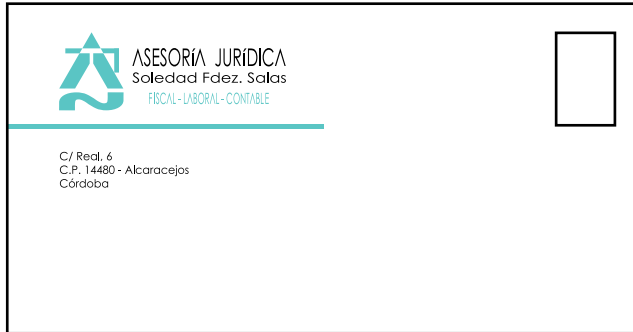 ASESORÍA JURÍDICA
Soledad Fdez. Salas
FISCAL - LABORAL - CONTABLE
C/ Real, 6
C.P. 14480 - Alcaracejos
Córdoba